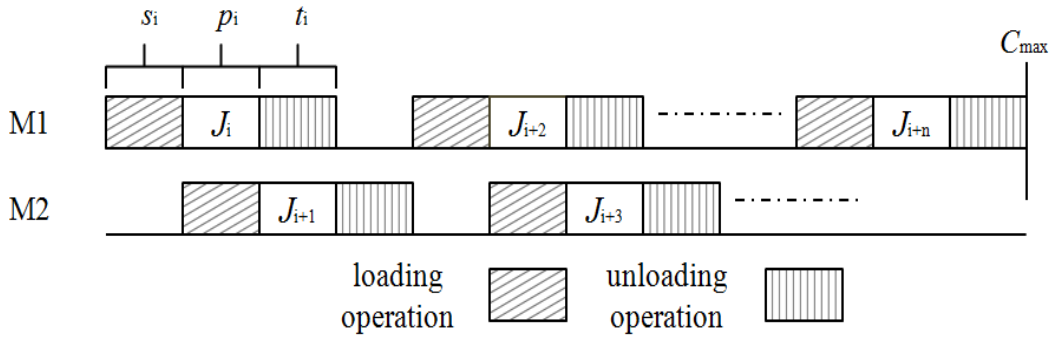 si pi ti
Cmax
M1 Ji Ji+2 Ji+n
M2 Ji+1 Ji+3
loading operation
unloading operation